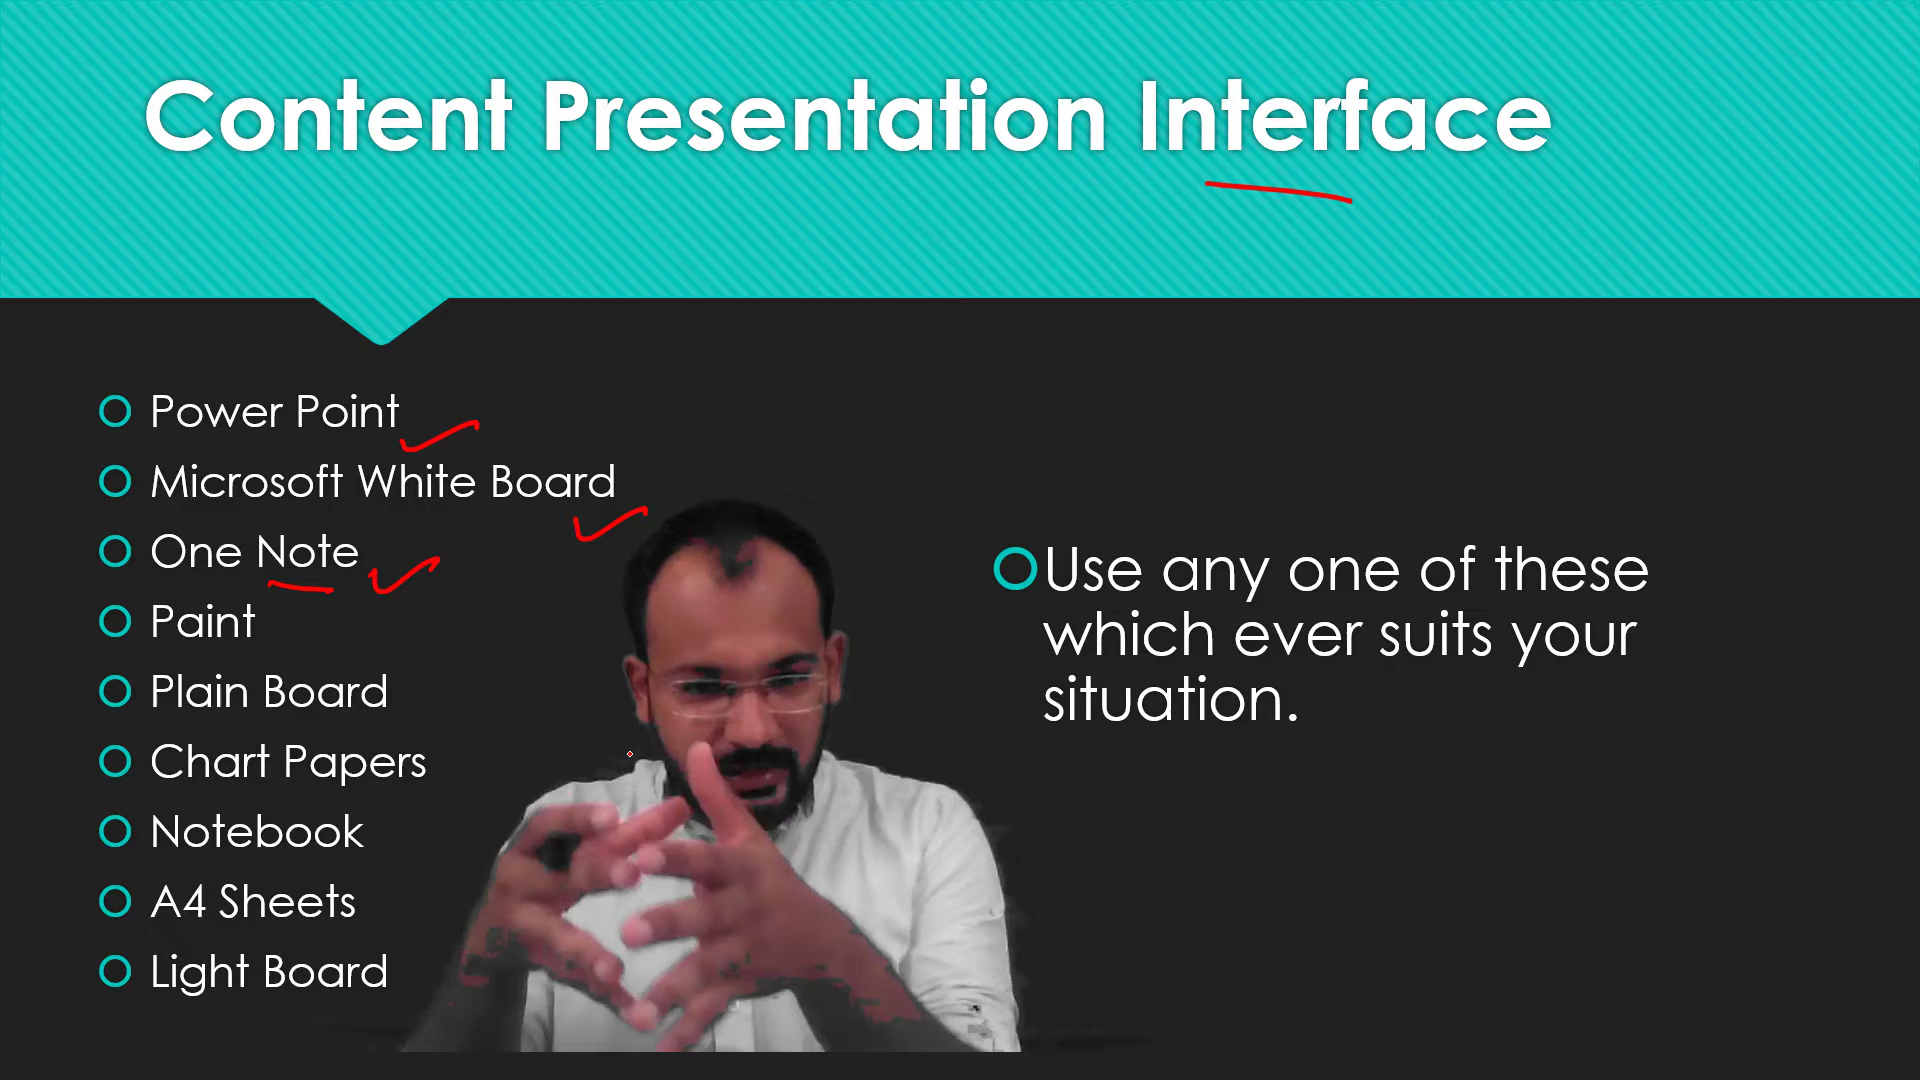 Content Presentation Interface
Power Point
Microsoft White Board
One Note
Paint
Plain Board
Chart Papers
Notebook
A4 Sheets
Light Board
Use any one of these
which ever suits your
situation.